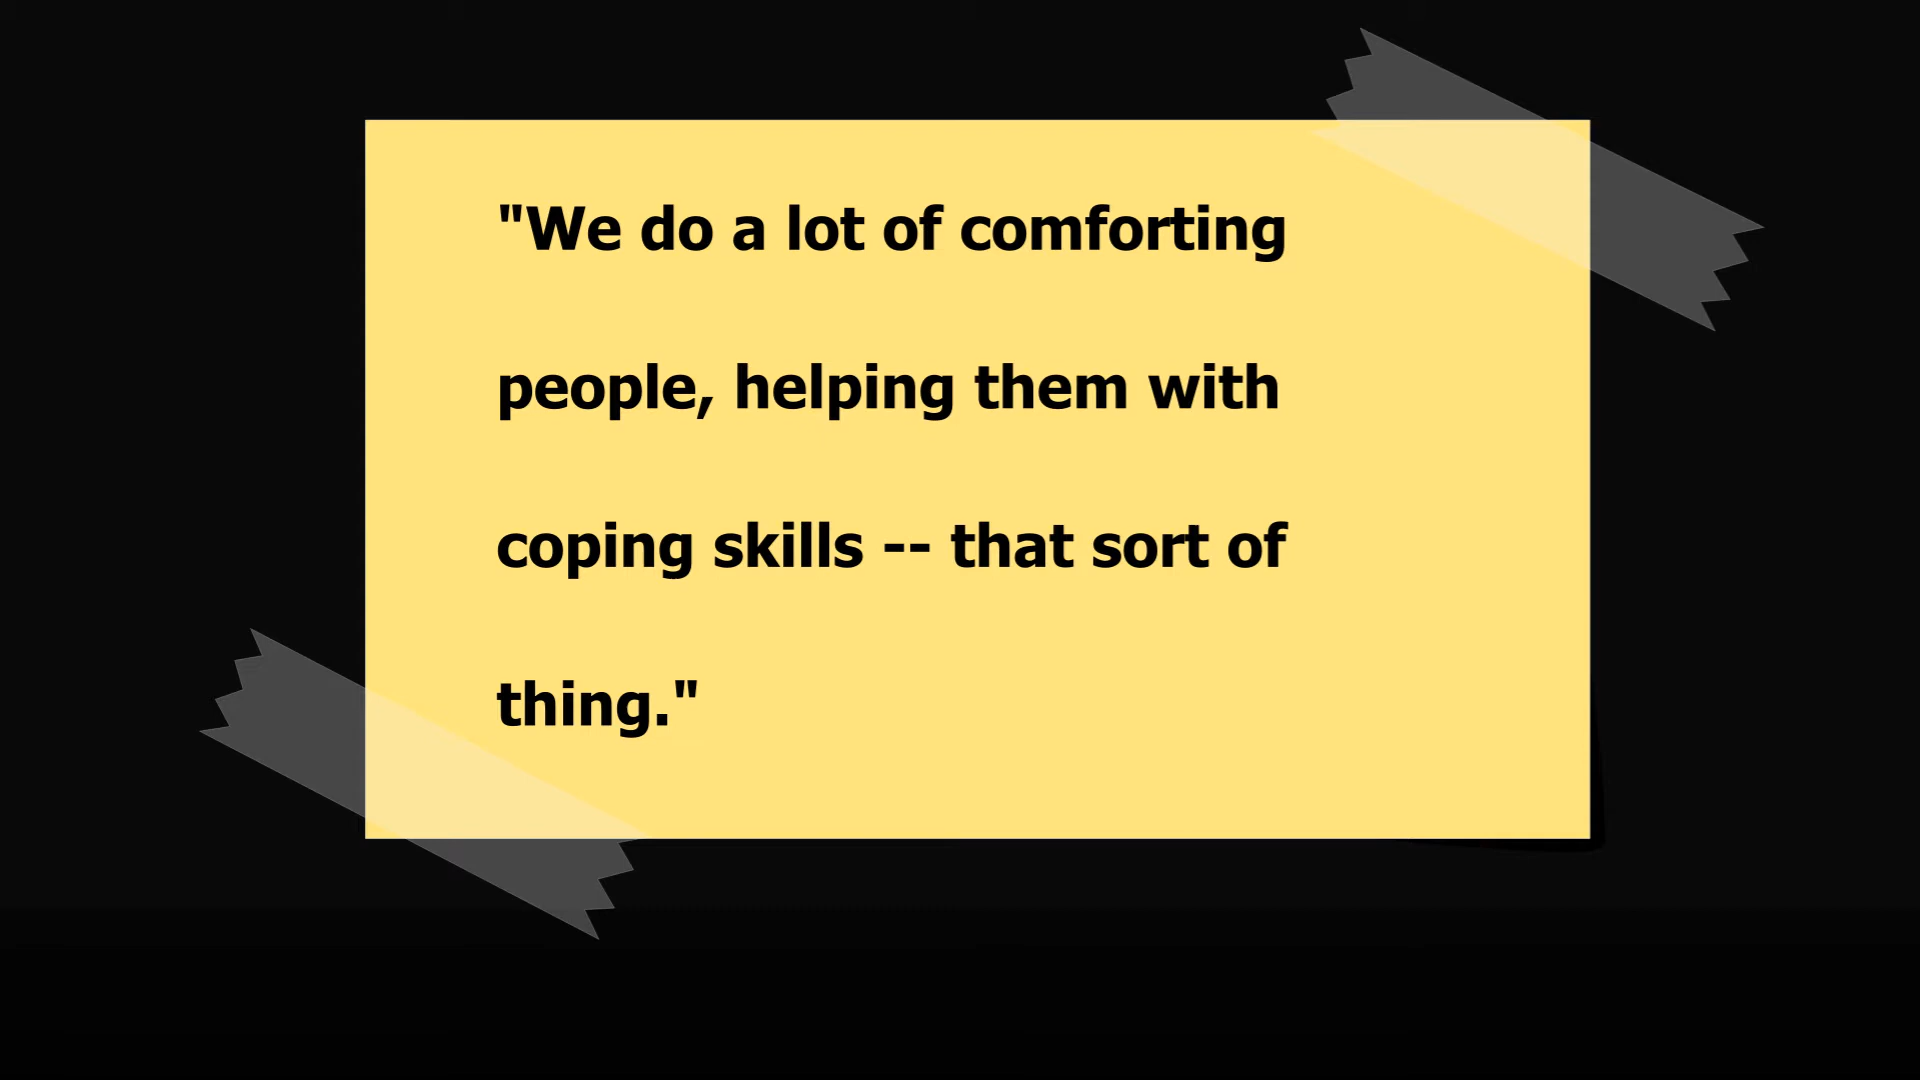 "We do a lot of comforting
people, helping them with
coping skills -- that sort of
thing."